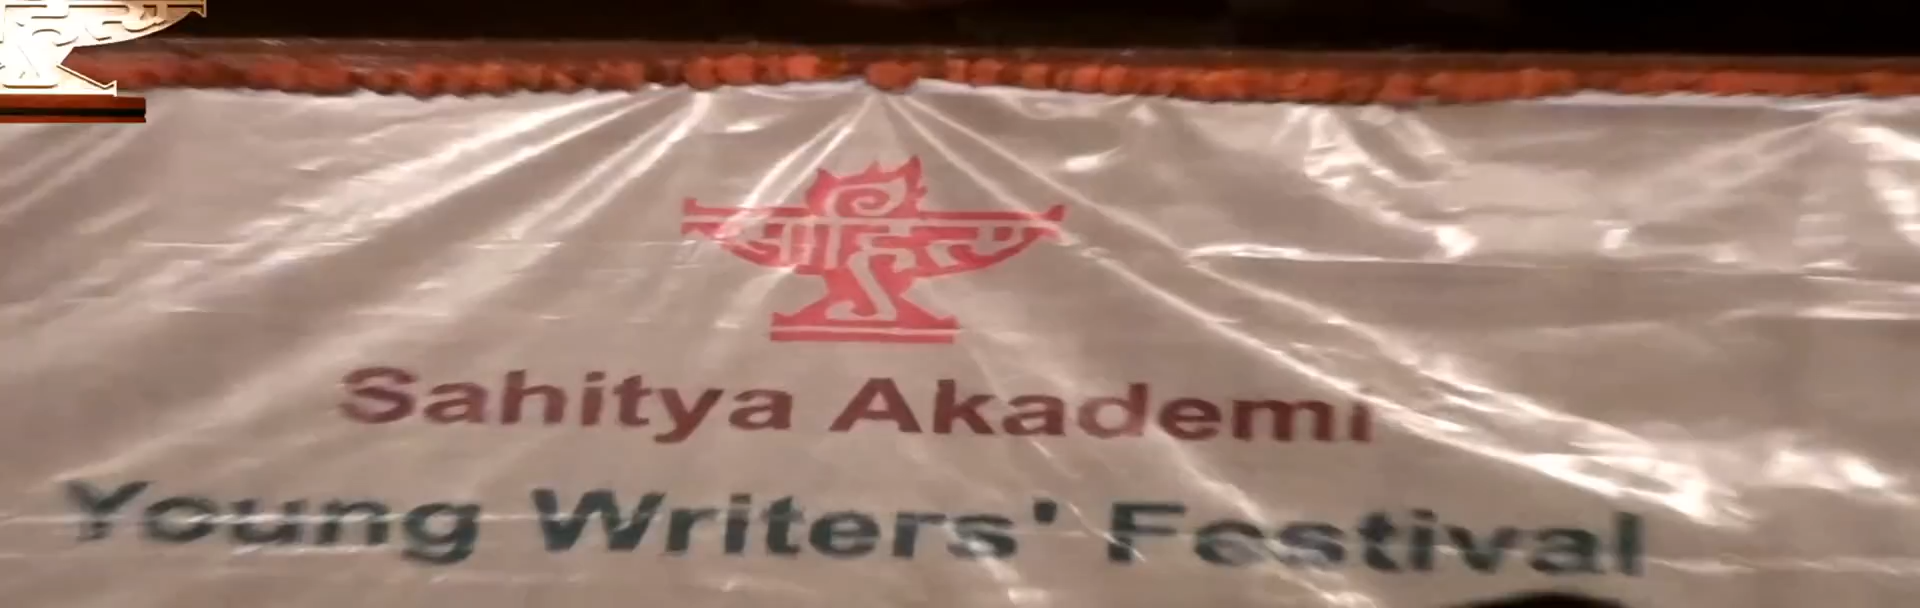 साहित्य
Sahitya Akademi
Young Writers' Festival